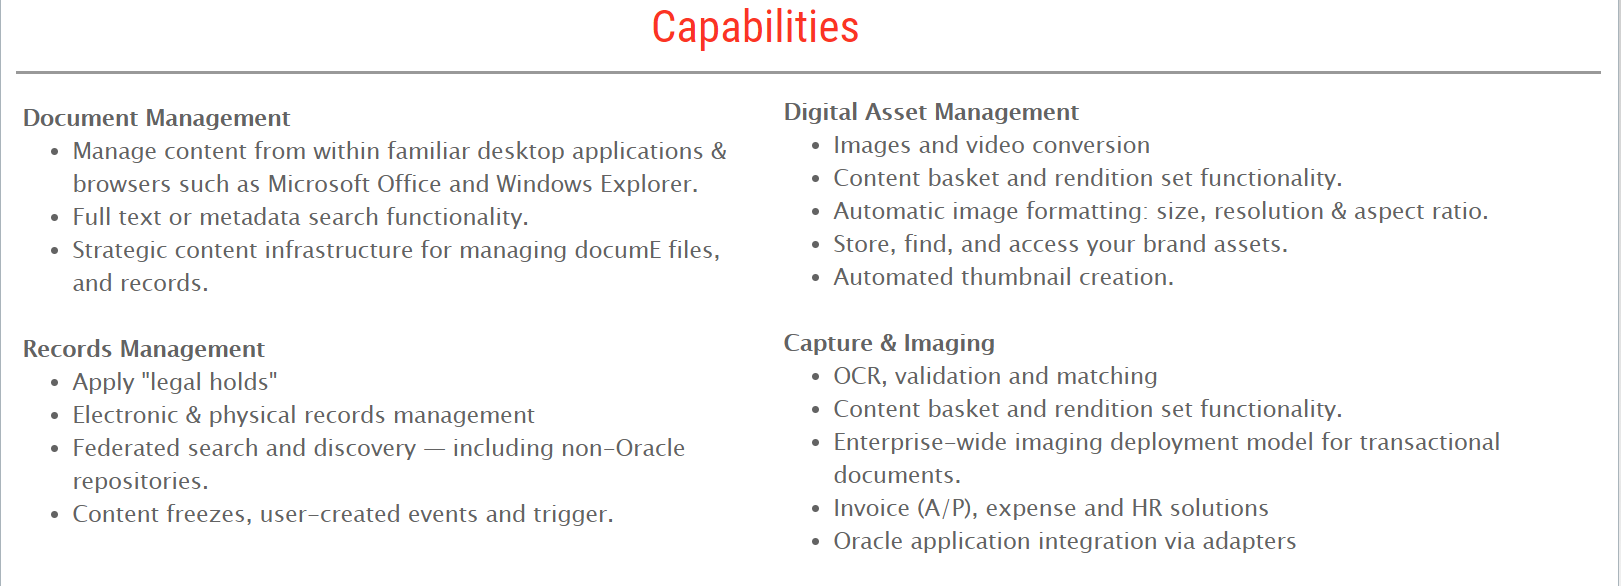 Capabilities
Document Management
• Manage content from within familiar desktop applications &
browsers such as Microsoft Office and Windows Explorer.
• Full text or metadata search functionality.
• Strategic content infrastructure for managing documE files,
and records.
Records Management
• Apply "legal holds"
• Electronic & physical records management
• Federated search and discovery — including non-Oracle
repositories.
• Content freezes, user-created events and trigger.
Digital Asset Management
• Images and video conversion
• Content basket and rendition set functionality.
• Automatic image formatting: size, resolution & aspect ratio.
• Store, find, and access your brand assets.
• Automated thumbnail creation.
Capture & Imaging
• OCR, validation and matching
• Content basket and rendition set functionality.
• Enterprise-wide imaging deployment model for transactional
documents.
• Invoice (A/P), expense and HR solutions
• Oracle application integration via adapters